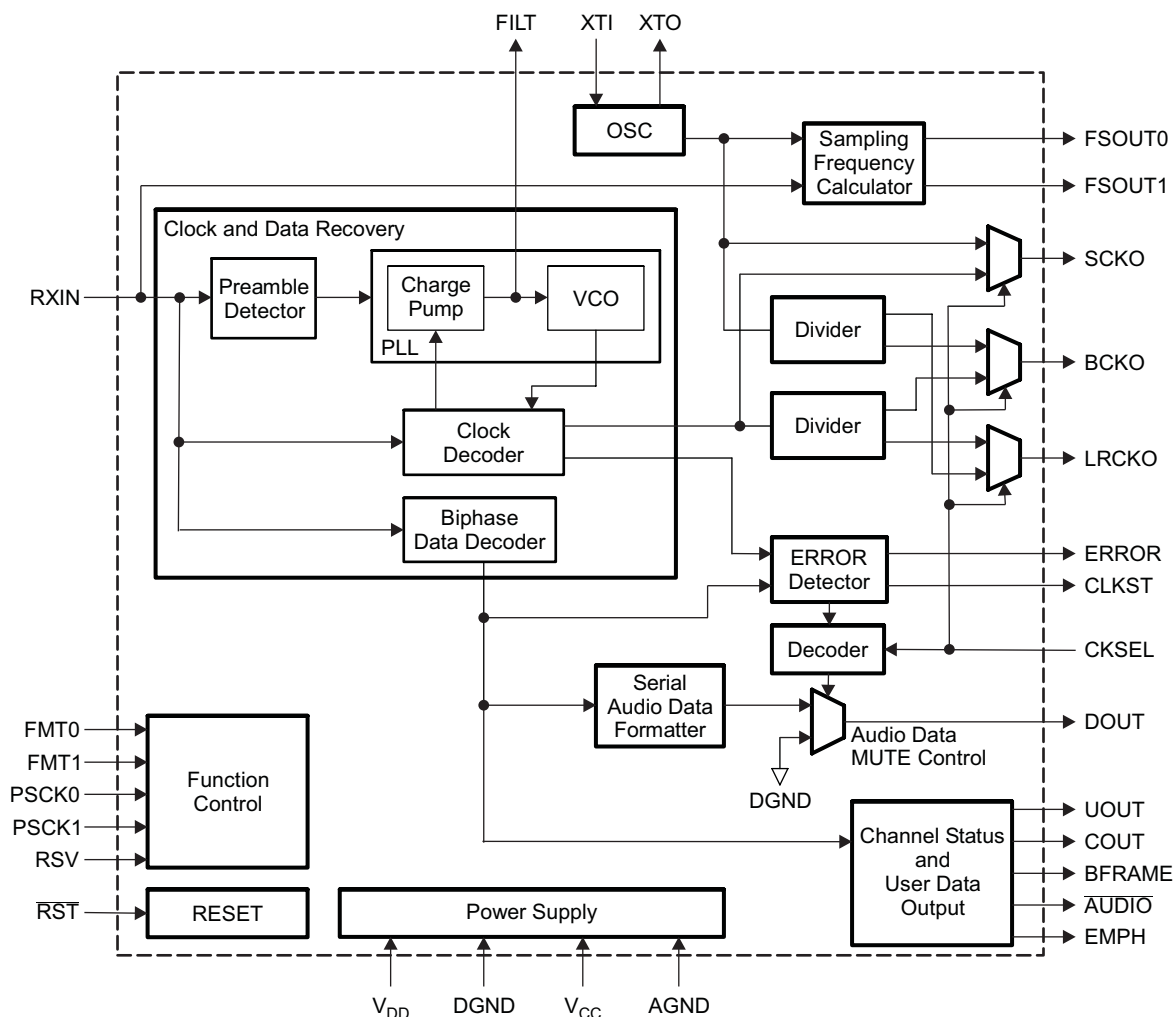 FILT
XTI
XTO
OSC
Sampling
Frequency
Calculator
FSOUT0
FSOUT1
Clock and Data Recovery
SCKO
RXIN
Preamble
Detector
Charge
Pump
VCO
PLL
Divider
BCKO
Clock
Decoder
Divider
LRCKO
Biphase
Data Decoder
ERROR
Detector
ERROR
CLKST
Decoder
CKSEL
Serial
Audio Data
Formatter
DOUT
Audio Data
MUTE Control
DGND
FMT0
FMT1
PSCK0
PSCK1
RSV
Function
Control
Channel Status
and
User Data
Output
UOUT
COUT
BFRAME
AUDIO
EMPH
RST
RESET
Power Supply
VDD
DGND
VCC
AGND